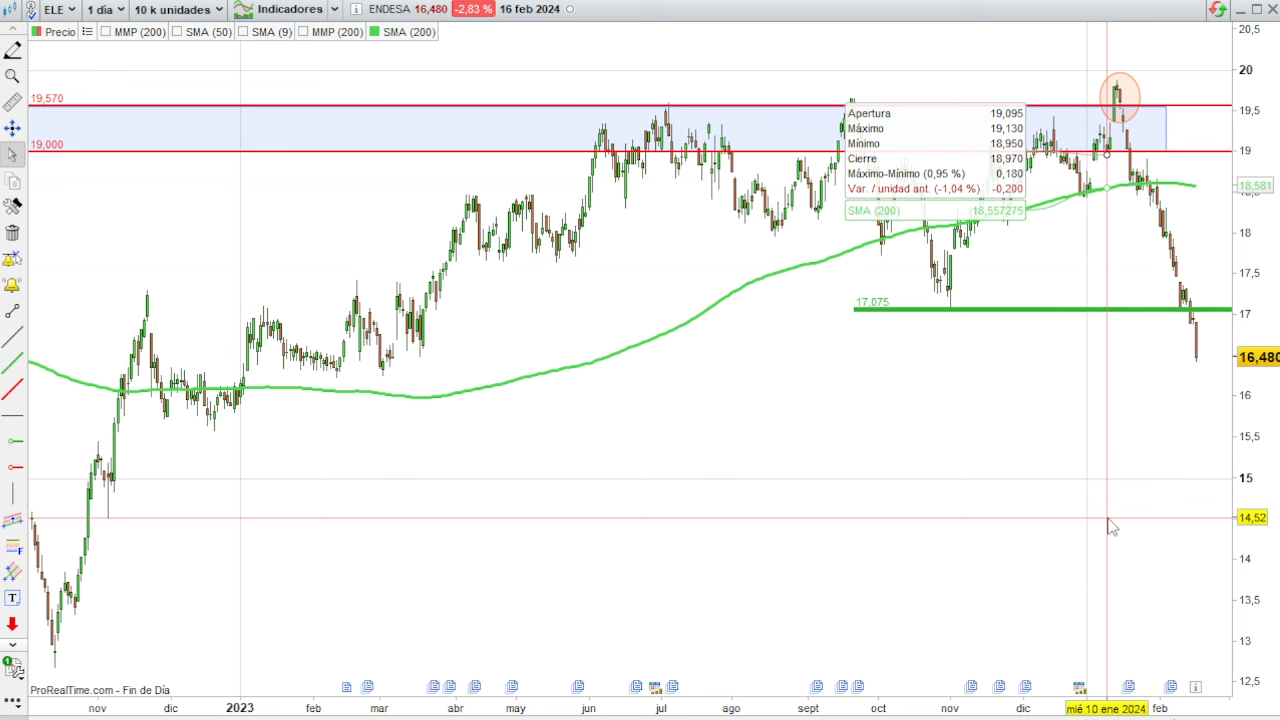 ELE 1 día 10 k unidades Indicadores ENDESA 16,480 -2,83 % 16 feb 2024
Precio MMP (200) SMA (50) SMA (9) MMP (200) SMA (200)
20,5
20
19,570
19,5
19,000
19
Apertura 19,095
Máximo 19,130
Mínimo 18,950
Cierre 18,970
Máximo-Mínimo (0,95 %) 0,180
Var. / unidad ant. (-1,04 %) -0,200
SMA (200) 18,557275
18,581
18
17,5
17,075
17
16,480
16
15,5
15
14,52
14
13,5
13
12,5
ProRealTime.com - Fin de Día
nov dic 2023 feb mar abr may jun jul ago sept oct nov dic mié 10 ene 2024 feb